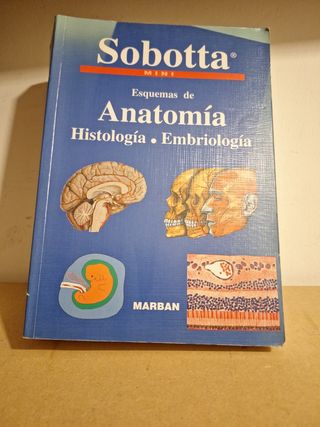 Sobotta®
MINI
Esquemas de
Anatomía
Histología • Embriología
MARBAN